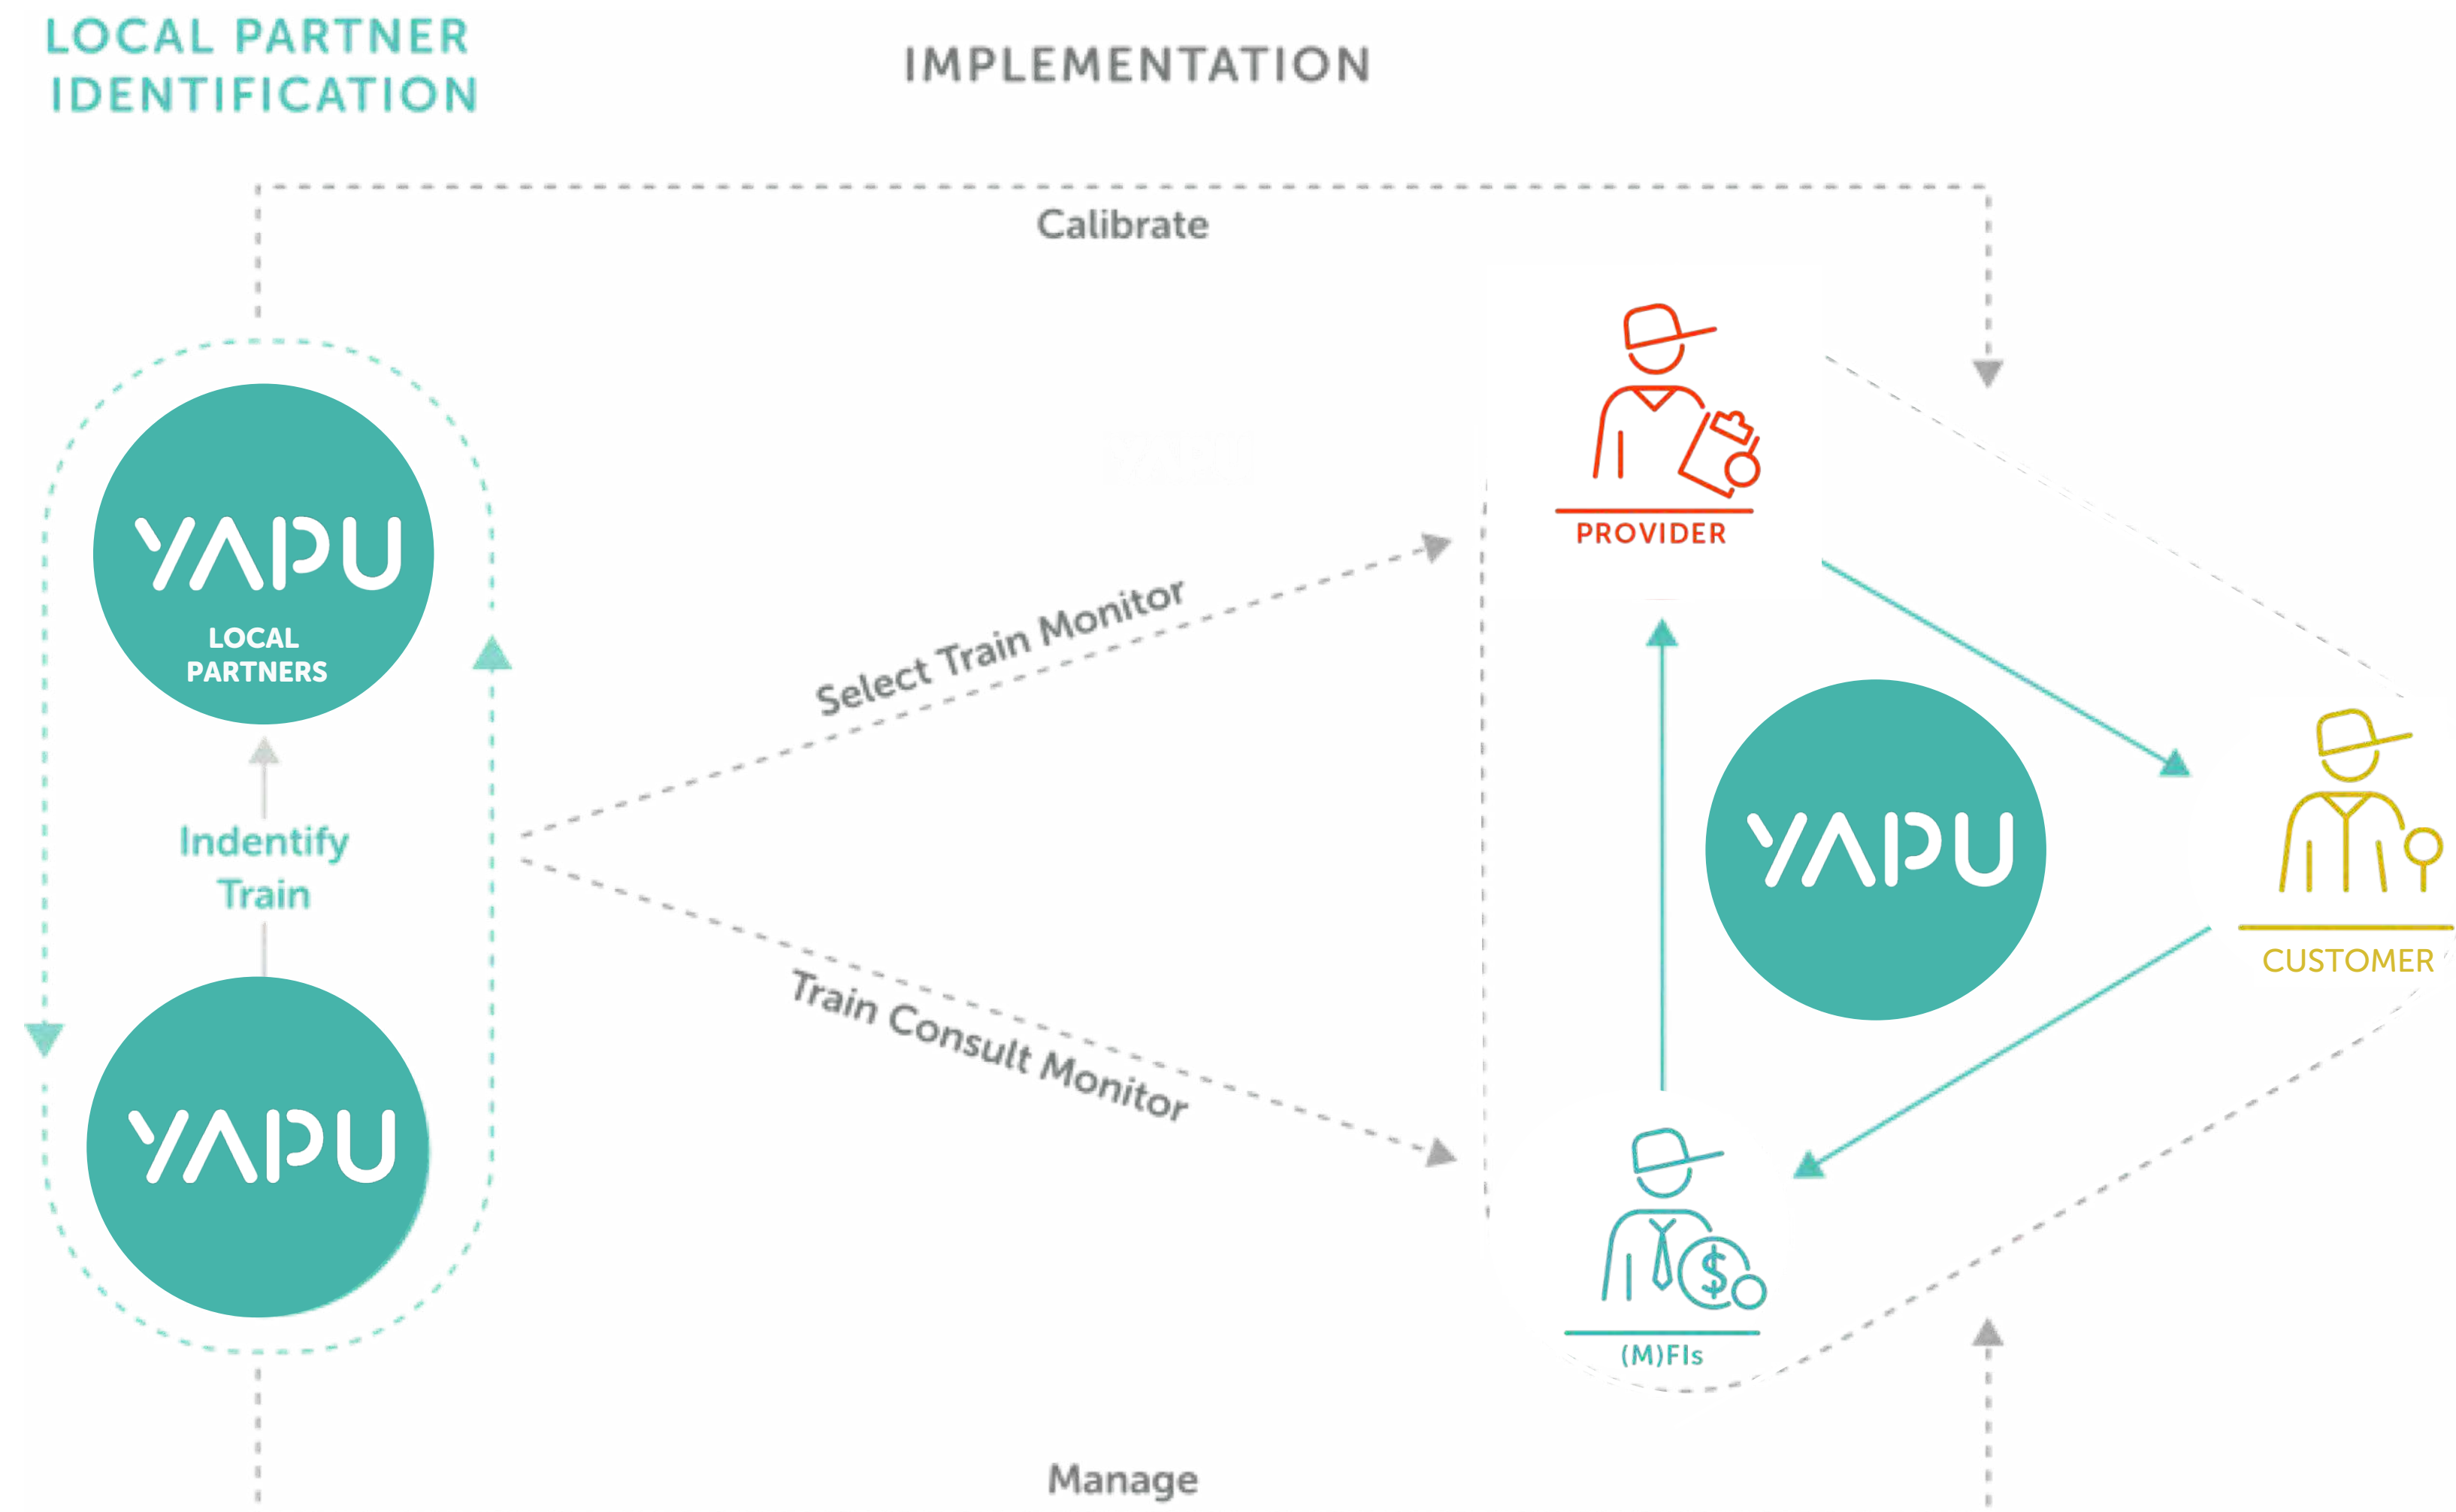 LOCAL PARTNER
IDENTIFICATION
IMPLEMENTATION
Calibrate
YAPU
LOCAL
PARTNERS
Indentify
Train
YAPU
Select Train Monitor
Train Consult Monitor
PROVIDER
YAPU
CUSTOMER
(M)FIs
Manage